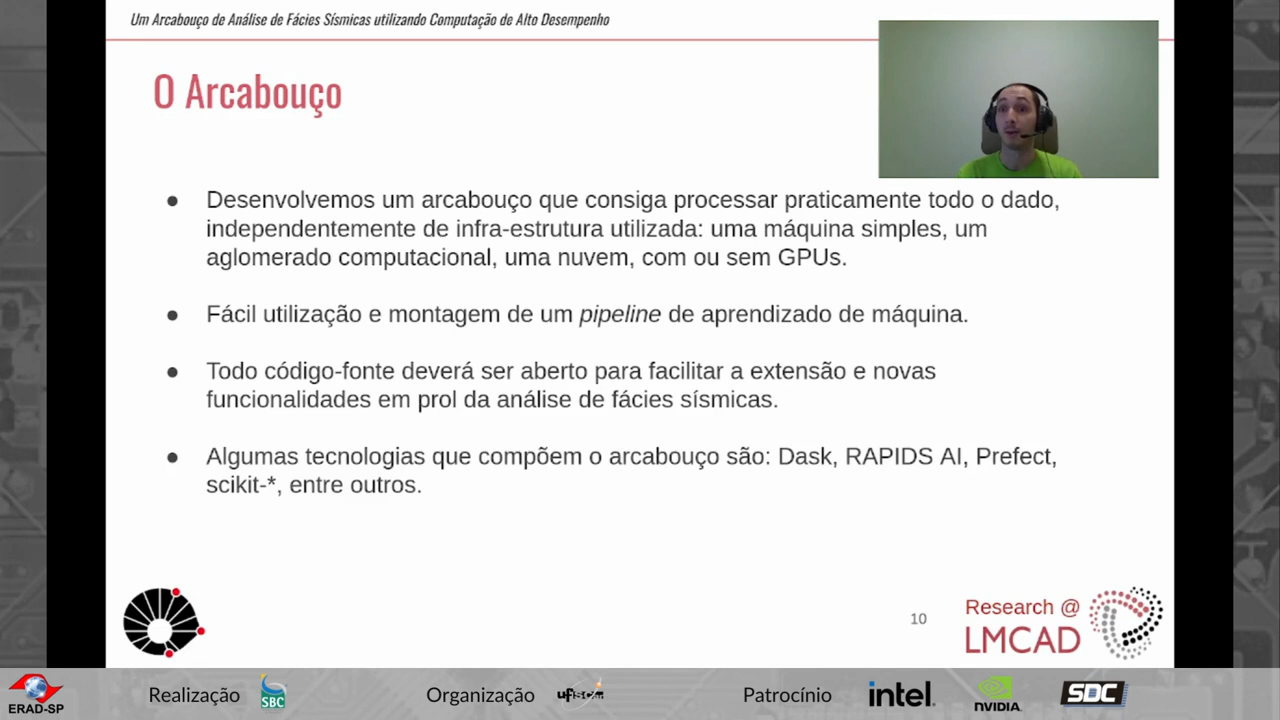 Um Arcabouço de Análise de Fácies Sísmicas utilizando Computação de Alto Desempenho
O Arcabouço
● Desenvolvemos um arcabouço que consiga processar praticamente todo o dado,
independentemente de infra-estrutura utilizada: uma máquina simples, um
aglomerado computacional, uma nuvem, com ou sem GPUs.
● Fácil utilização e montagem de um pipeline de aprendizado de máquina.
● Todo código-fonte deverá ser aberto para facilitar a extensão e novas
funcionalidades em prol da análise de fácies sísmicas.
● Algumas tecnologias que compõem o arcabouço são: Dask, RAPIDS AI, Prefect,
scikit-*, entre outros.
10
Research @
LMCAD
ERAD-SP
Realização
SBC
Organização
ufscar
Patrocínio
intel.
NVIDIA.
SDC